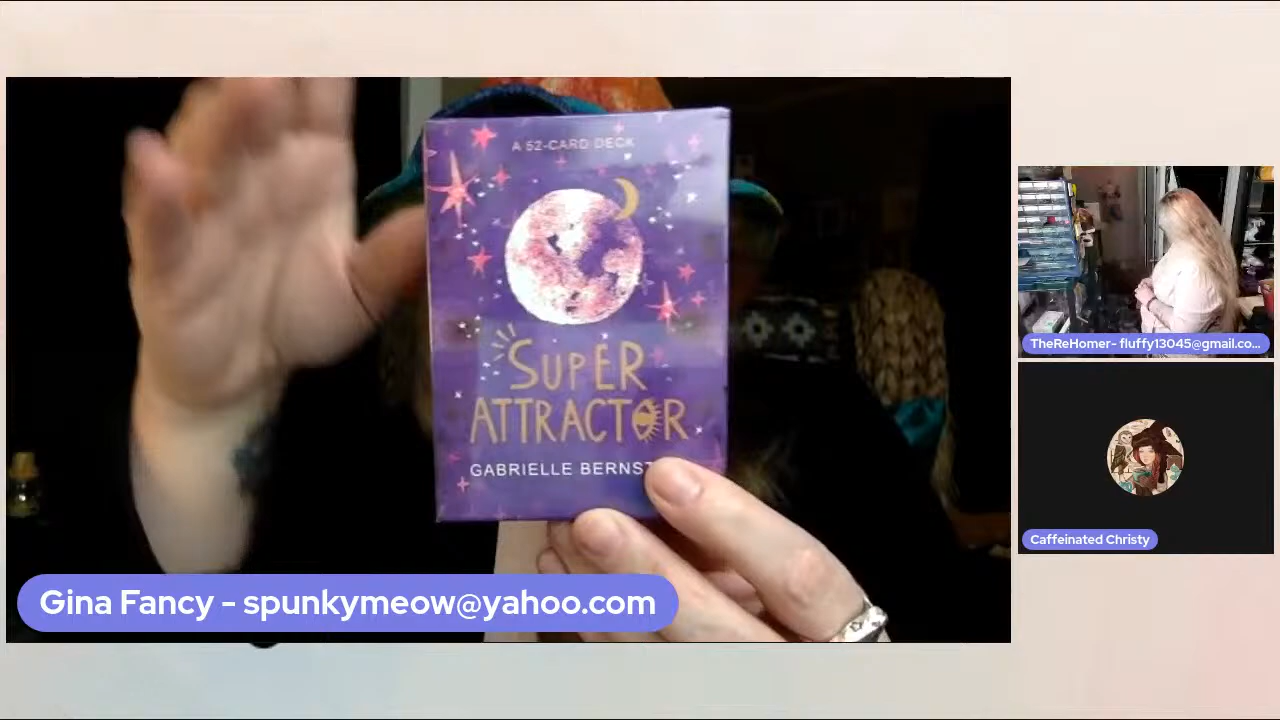 A 52-CARD DECK
SUPER
ATTRACTOR
GABRIELLE BERNST
Gina Fancy - spunkymeow@yahoo.com
TheReHomer- fluffy13045@gmail.co...
Caffeinated Christy